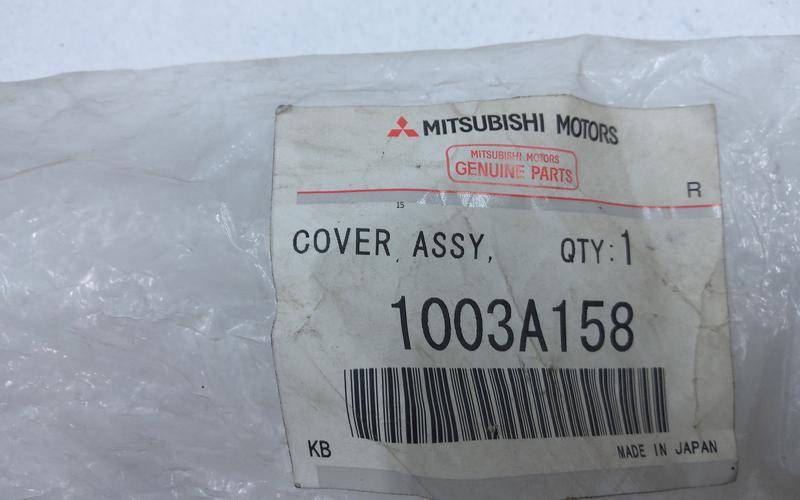 MITSUBISHI MOTORS
MITSUBISHI MOTORS
GENUINE PARTS
R
15
COVER ASSY, QTY:1
1003A158
KB MADE IN JAPAN